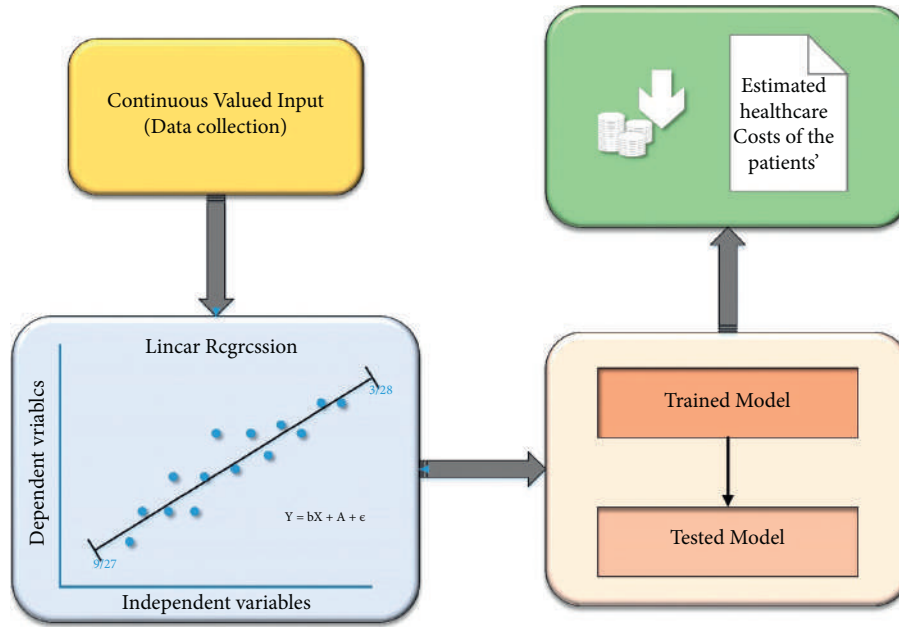 Continuous Valued Input
(Data collection)
Estimated
healthcare
Costs of the
patients'
Lincar Rcgrcssion
Dependent variablcs
3/28
9/27
Y = bX + A + ϵ
Independent variables
Trained Model
Tested Model